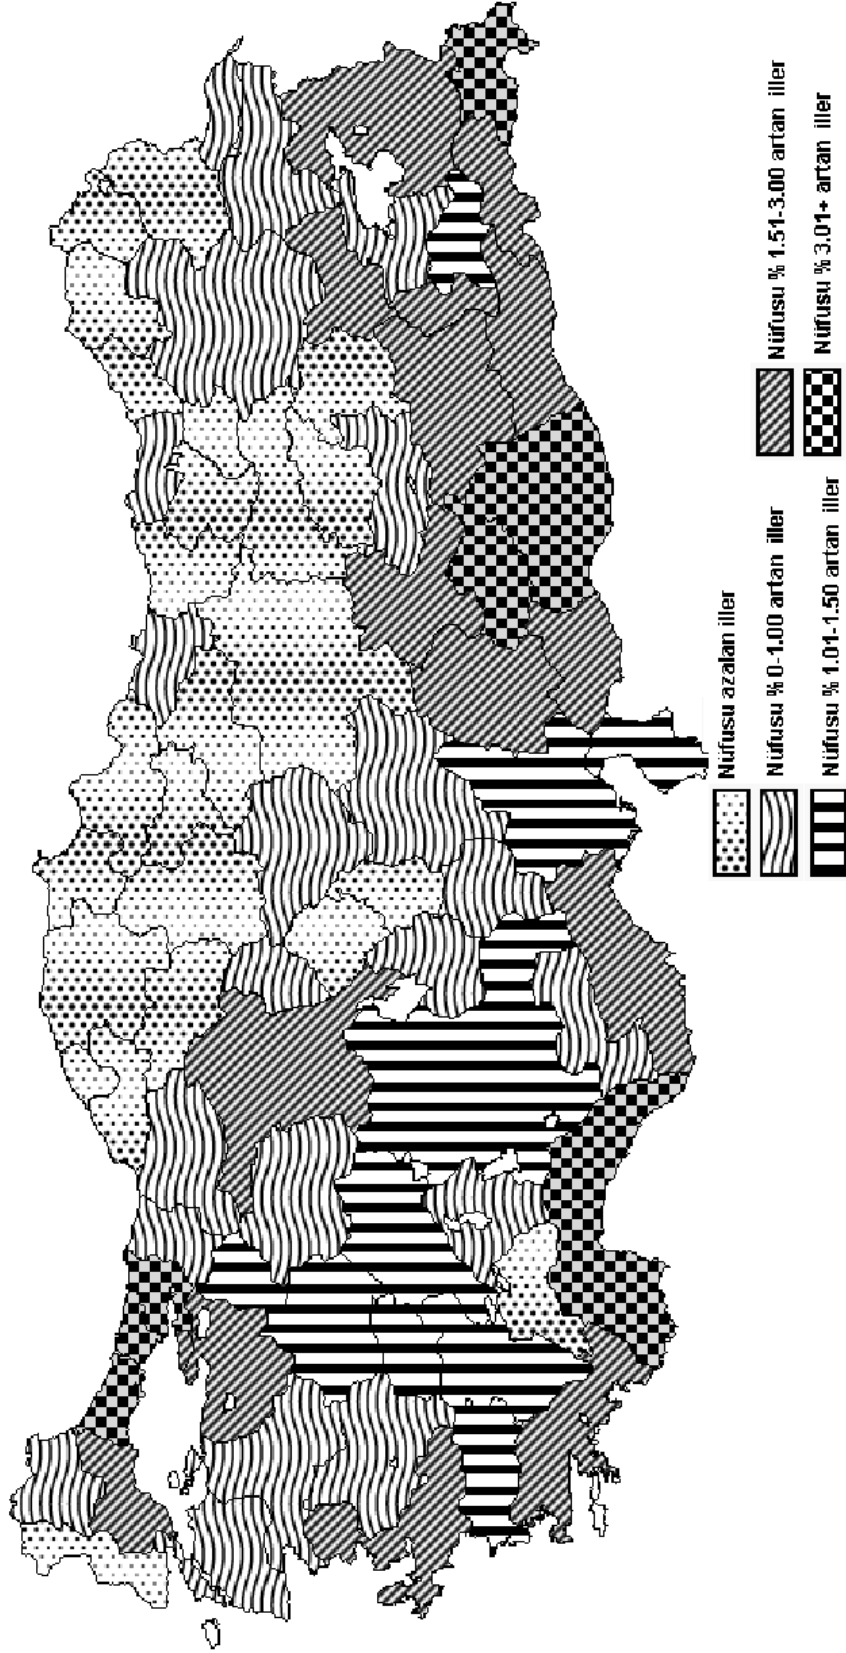 Nüfusu azalan iller
Nüfusu % 0-1.00 artan iller
Nüfusu % 1.01-1.50 artan iller
Nüfusu % 1.51-3.00 artan iller
Nüfusu % 3.01+ artan iller